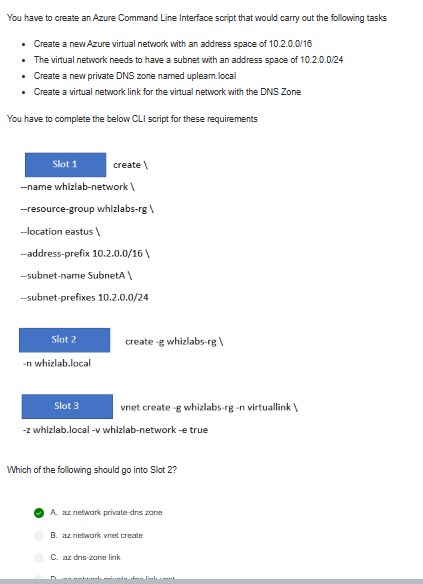 You have to create an Azure Command Line Interface script that would carry out the following tasks
• Create a new Azure virtual network with an address space of 10.2.0.0/16
• The virtual network needs to have a subnet with an address space of 10.2.0.0/24
• Create a new private DNS zone named uplearn.local
• Create a virtual network link for the virtual network with the DNS Zone
You have to complete the below CLI script for these requirements
Slot 1 create \
--name whizlab-network \
--resource-group whizlabs-rg \
--location eastus \
--address-prefix 10.2.0.0/16 \
--subnet-name SubnetA \
--subnet-prefixes 10.2.0.0/24
Slot 2 create -g whizlabs-rg \
-n whizlab.local
Slot 3 vnet create -g whizlabs-rg -n virtuallink \
-z whizlab.local -v whizlab-network -e true
Which of the following should go into Slot 2?
A. az network private-dns zone
B. az network vnet create
C. az dns-zone link